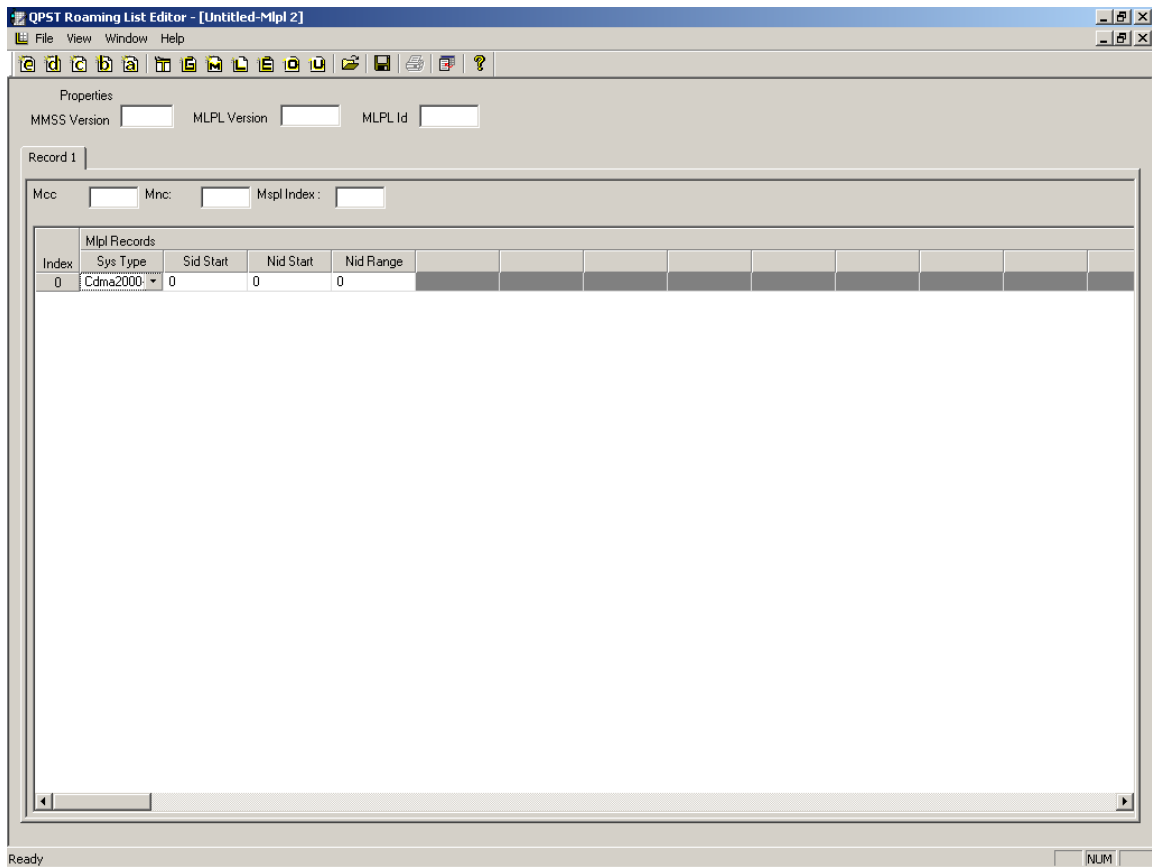 QPST Roaming List Editor - [Untitled-Mlpl 2]
File View Window Help
e d c b a T G M L E O U ?
Properties
MMSS Version MLPL Version MLPL Id
Record 1
Mcc Mnc: Mspl Index :
Mlpl Records
Index Sys Type Sid Start Nid Start Nid Range
0 Cdma2000- 0 0 0
Ready NUM